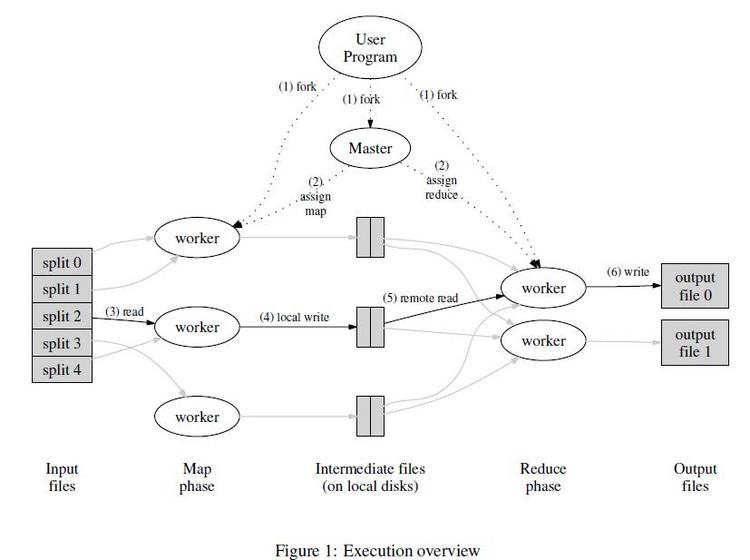 User
Program
(1) fork
(1) fork
(1) fork
Master
(2)
assign
map
(2)
assign
reduce
worker
split 0
split 1
split 2
split 3
split 4
(3) read
worker
(4) local write
(5) remote read
worker
(6) write
output
file 0
worker
output
file 1
worker
Input
files
Map
phase
Intermediate files
(on local disks)
Reduce
phase
Output
files
Figure 1: Execution overview